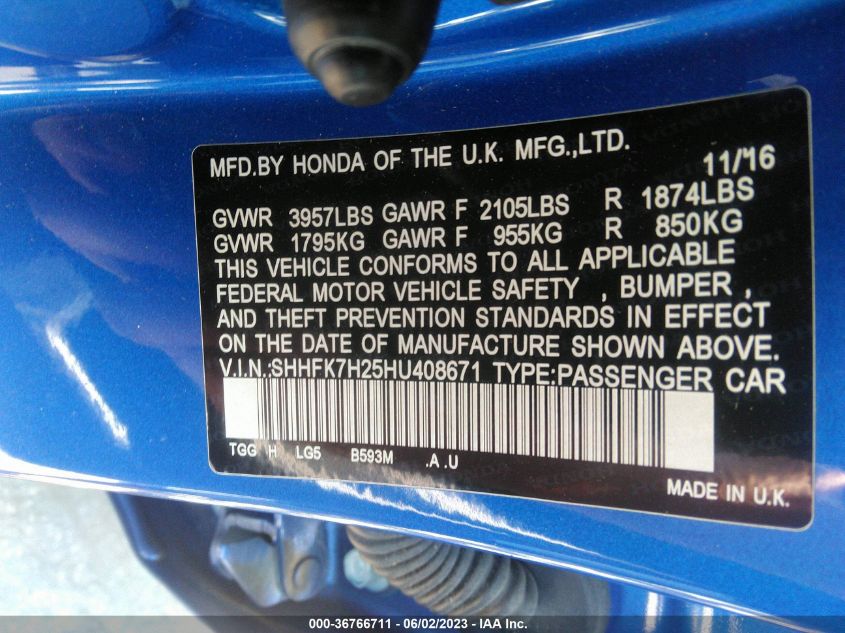 MFD.BY HONDA OF THE U.K. MFG.,LTD. 11/16
GVWR 3957LBS GAWR F 2105LBS R 1874LBS
GVWR 1795KG GAWR F 955KG R 850KG
THIS VEHICLE CONFORMS TO ALL APPLICABLE
FEDERAL MOTOR VEHICLE SAFETY , BUMPER ,
AND THEFT PREVENTION STANDARDS IN EFFECT
ON THE DATE OF MANUFACTURE SHOWN ABOVE.
V.I.N.:SHHFK7H25HU408671 TYPE:PASSENGER CAR
TGG H LG5 B593M .A .U
MADE IN U.K.
000-36766711 - 06/02/2023 - IAA Inc.